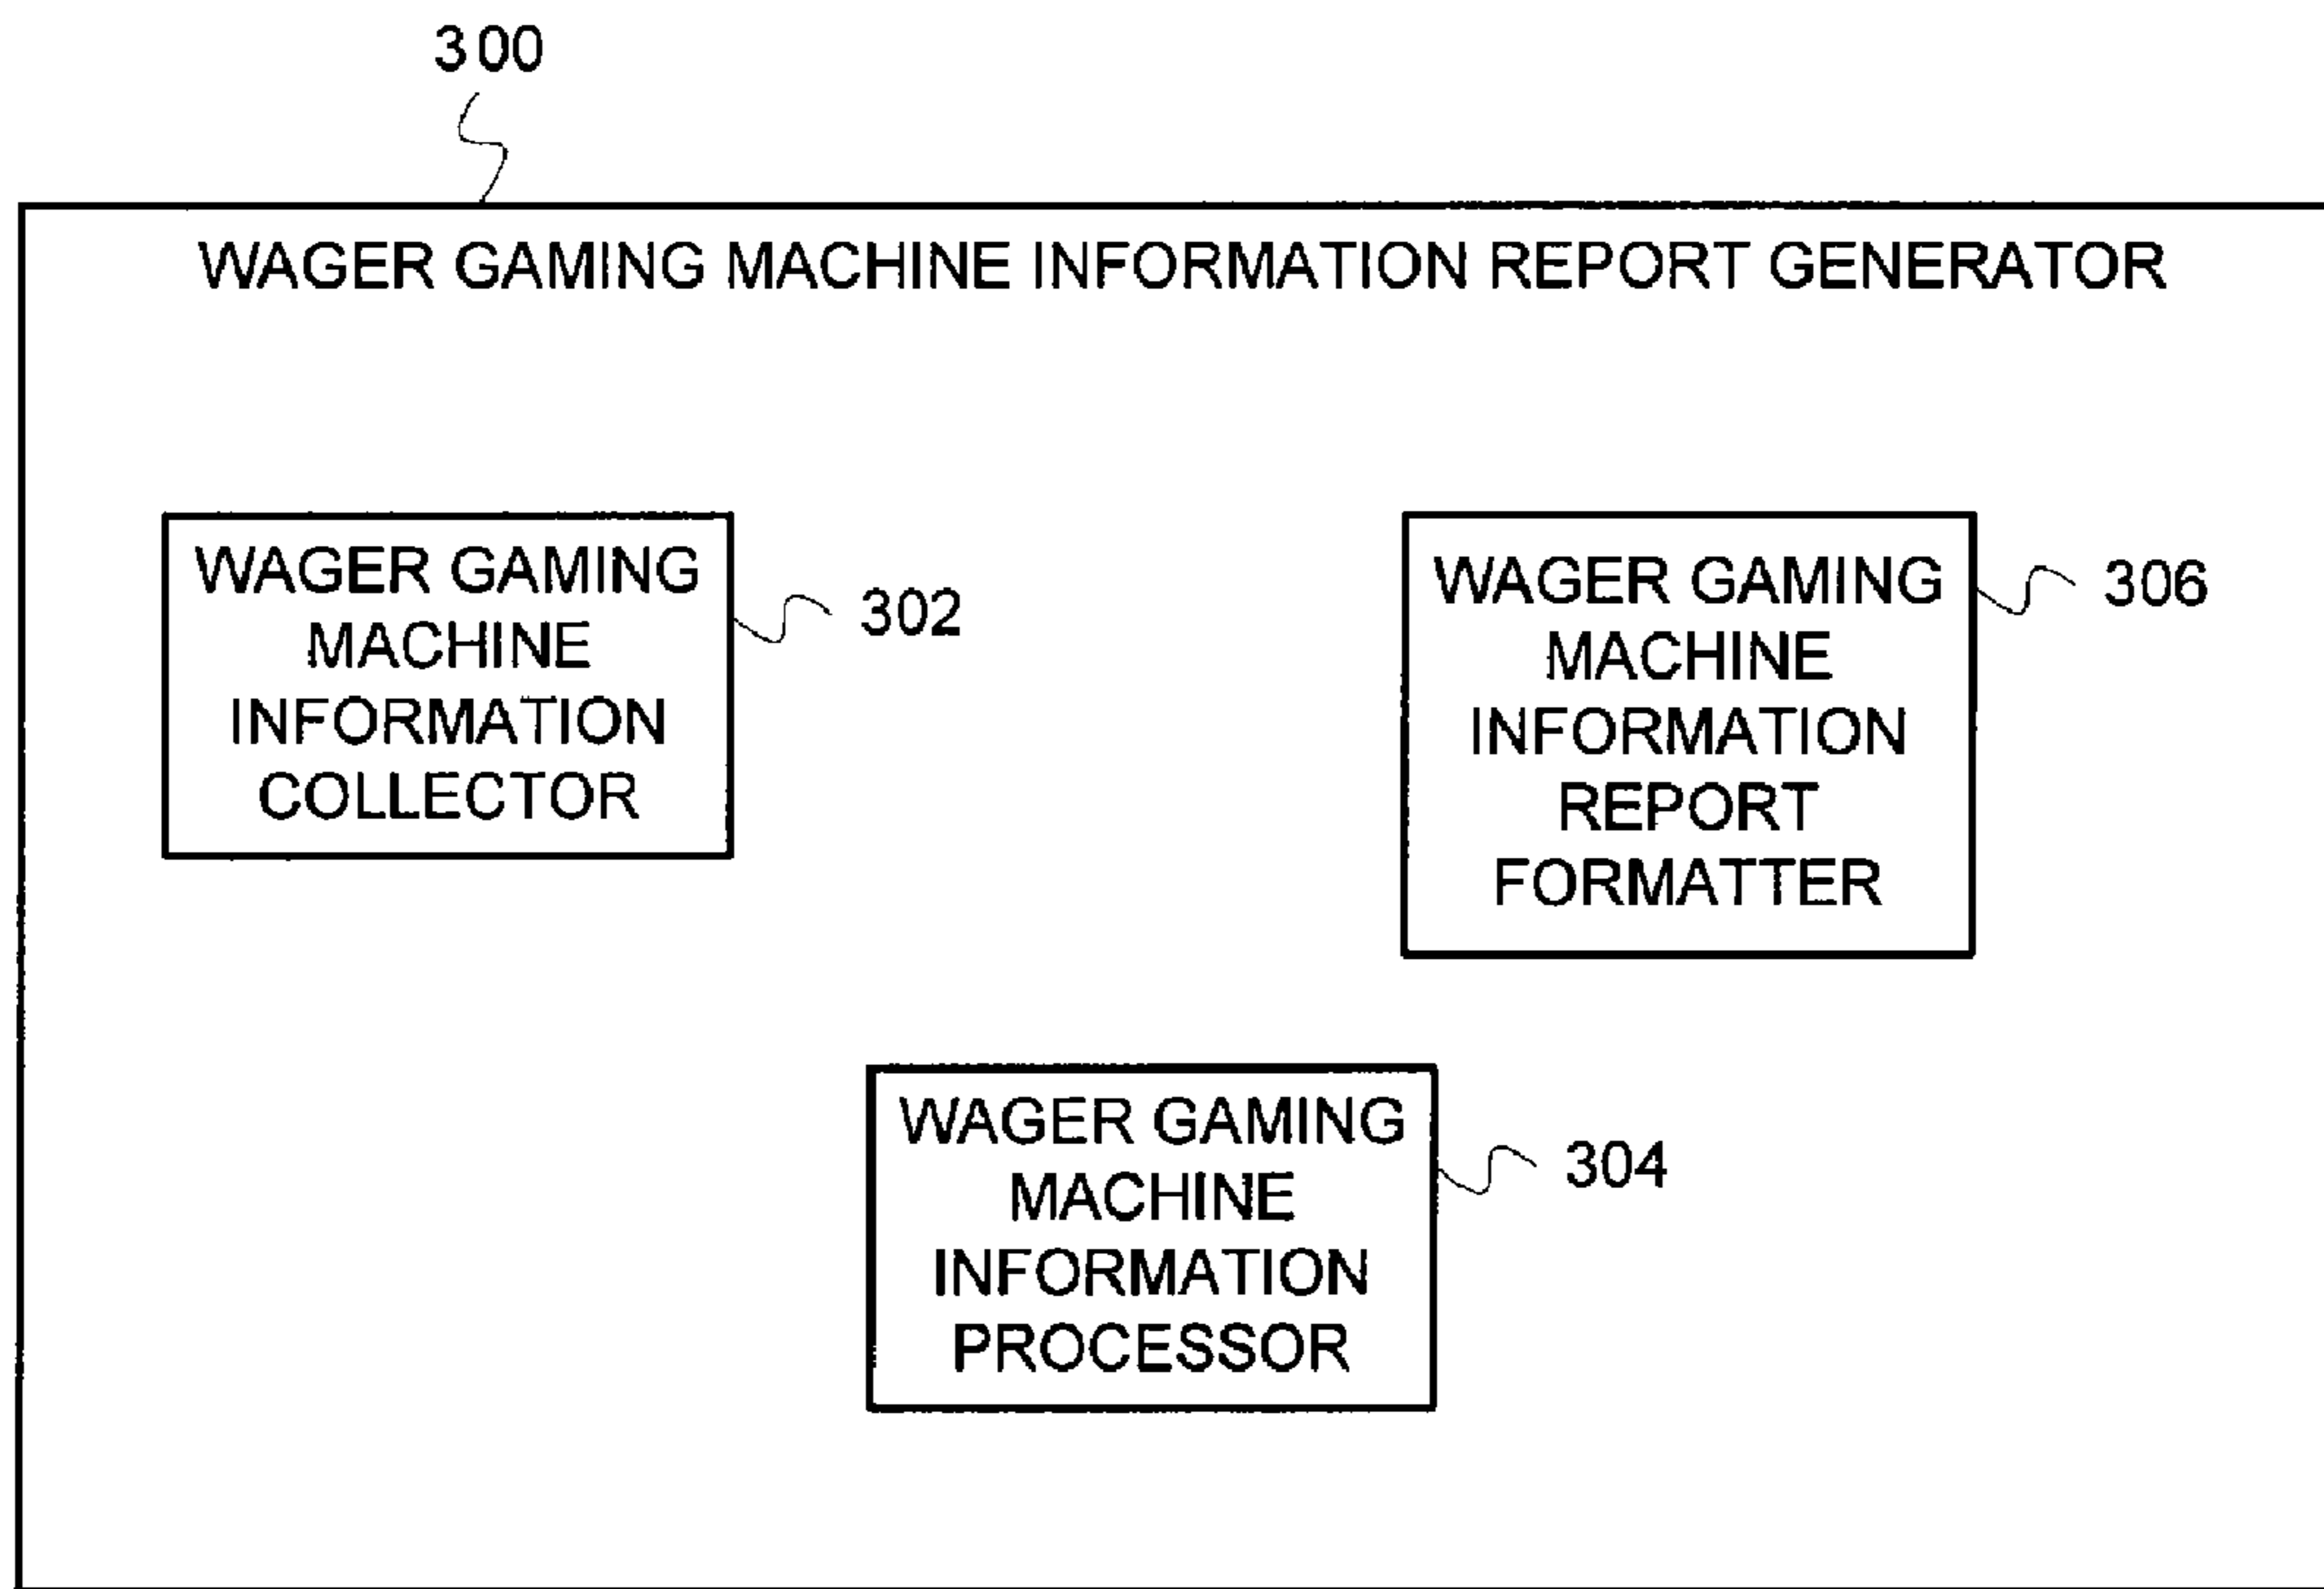 300
WAGER GAMING MACHINE INFORMATION REPORT GENERATOR
WAGER GAMING
MACHINE
INFORMATION
COLLECTOR
302
WAGER GAMING
MACHINE
INFORMATION
REPORT
FORMATTER
306
WAGER GAMING
MACHINE
INFORMATION
PROCESSOR
304